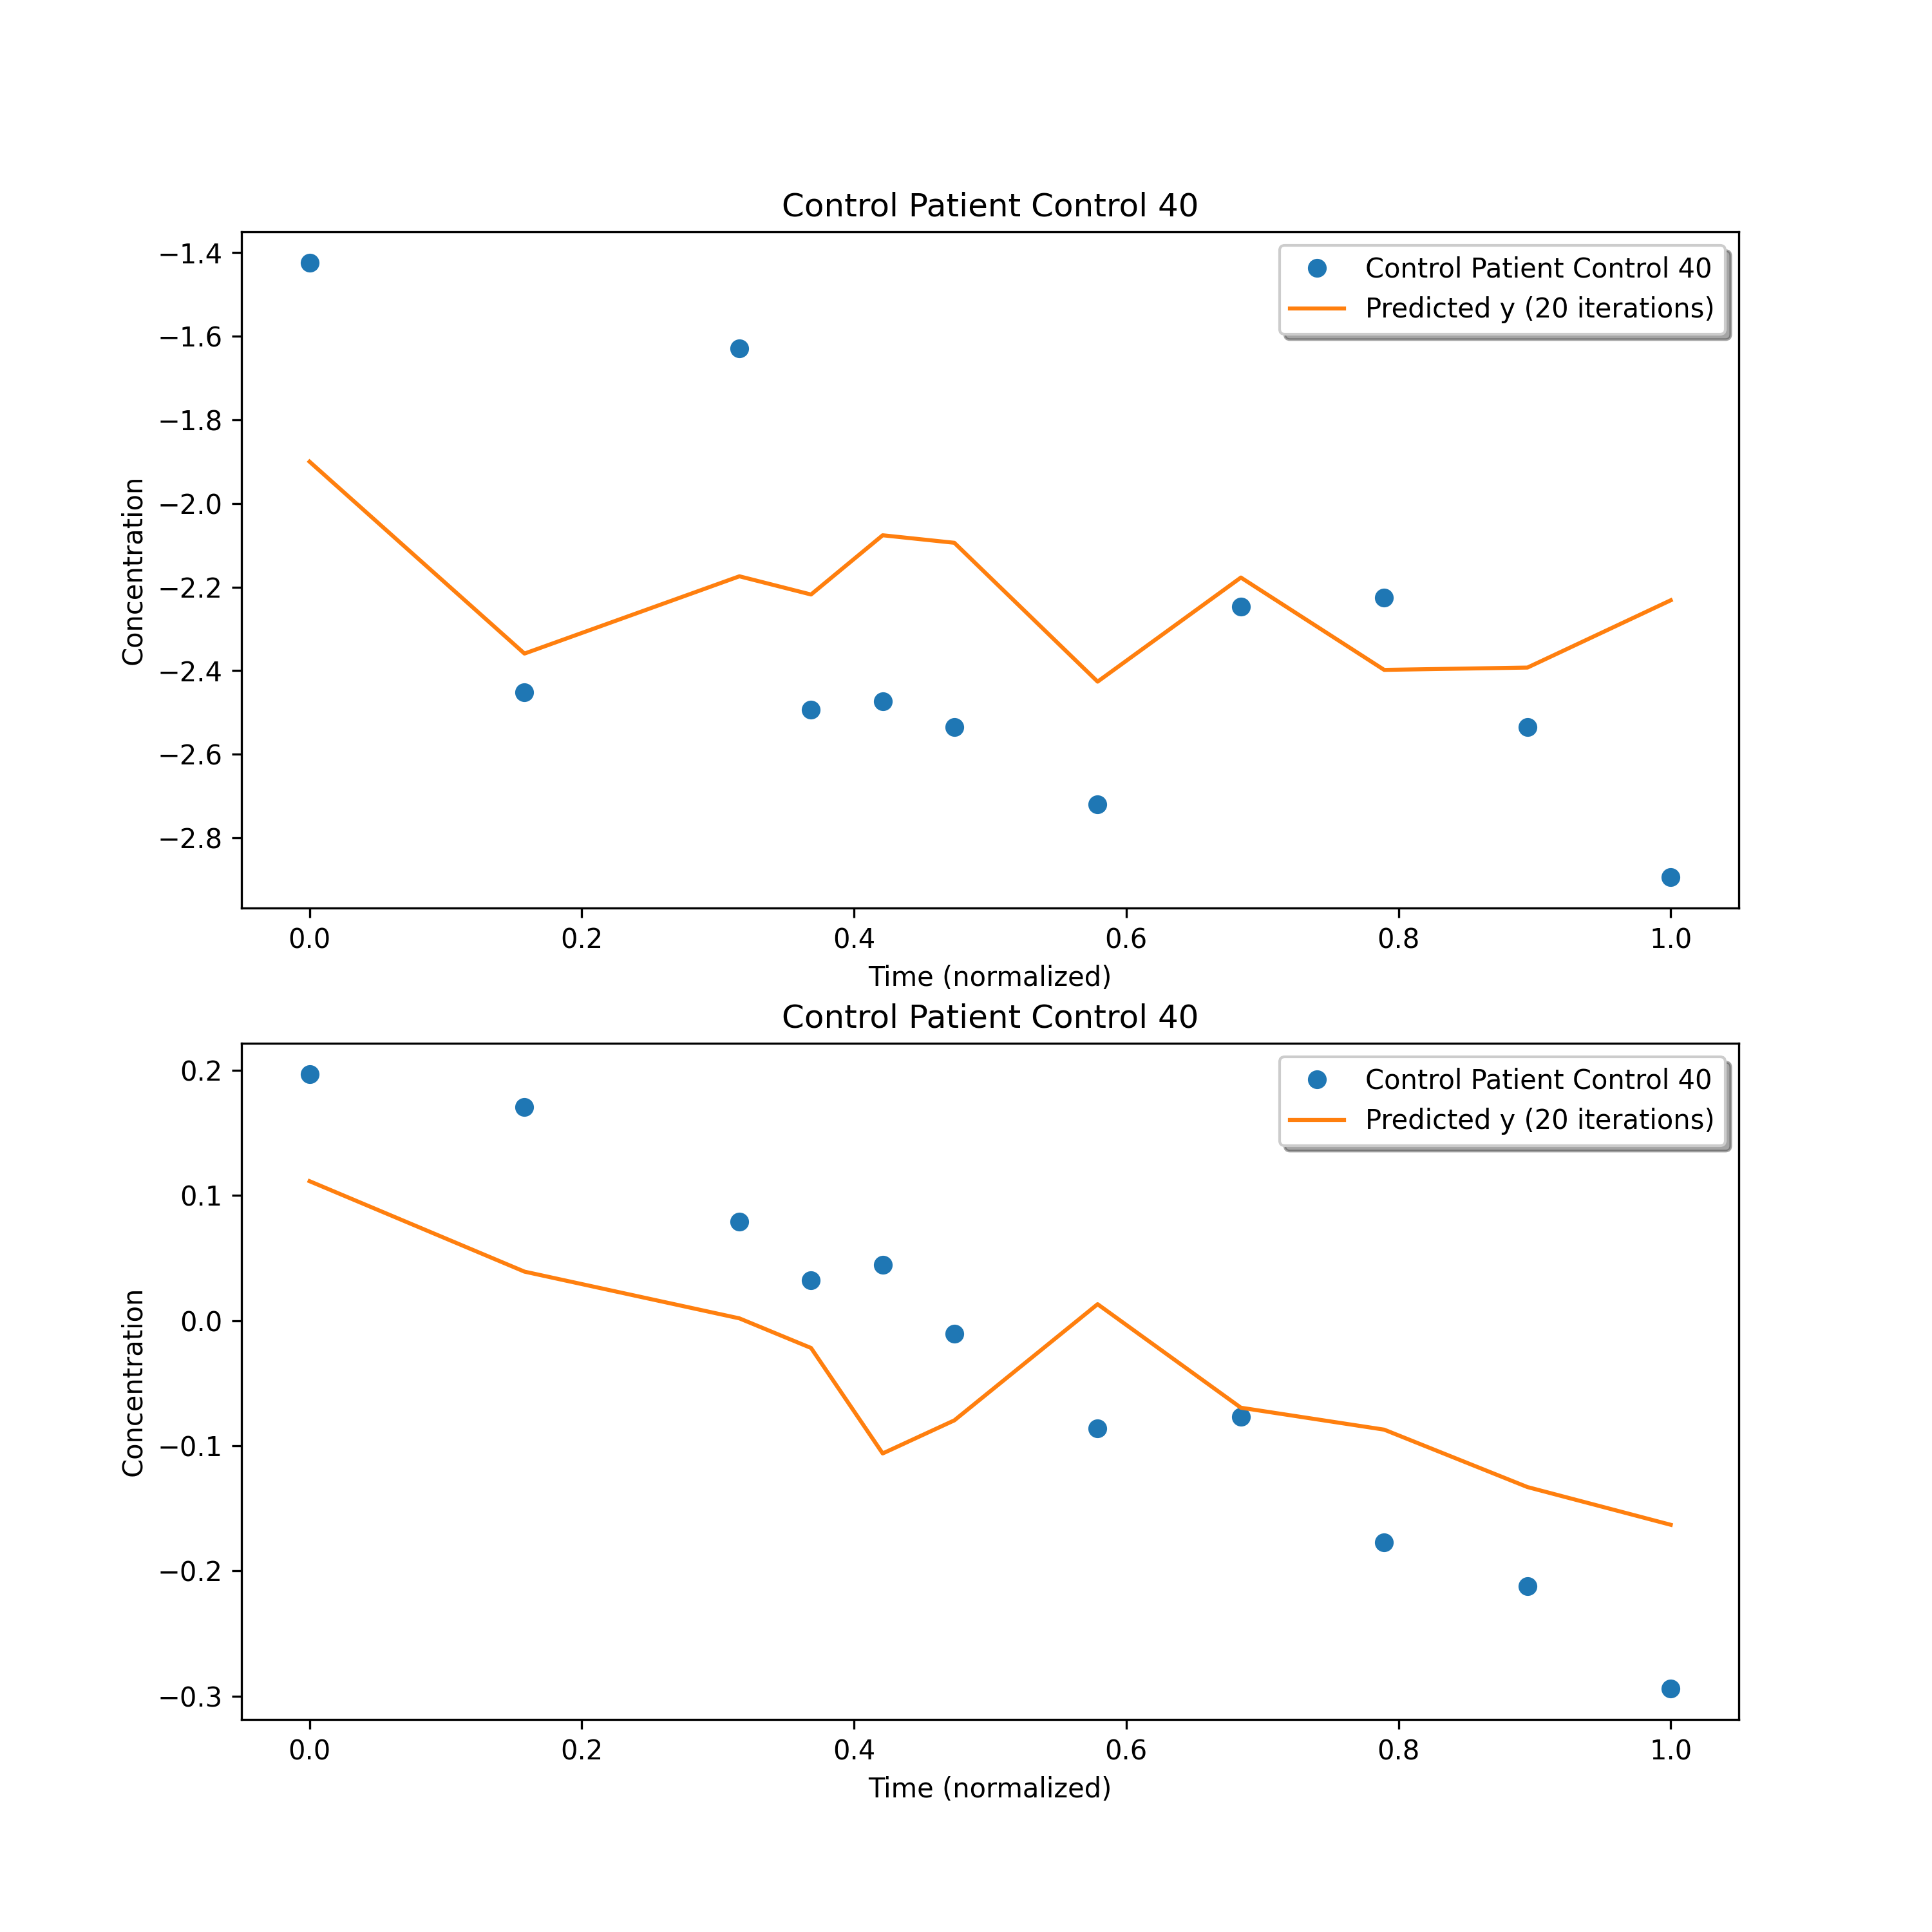 Control Patient Control 40
−1.4
−1.6
−1.8
−2.0
−2.2
−2.4
−2.6
−2.8
Concentration
Control Patient Control 40
Predicted y (20 iterations)
0.0 0.2 0.4 0.6 0.8 1.0
Time (normalized)
Control Patient Control 40
0.2
0.1
0.0
−0.1
−0.2
−0.3
Concentration
Control Patient Control 40
Predicted y (20 iterations)
0.0 0.2 0.4 0.6 0.8 1.0
Time (normalized)